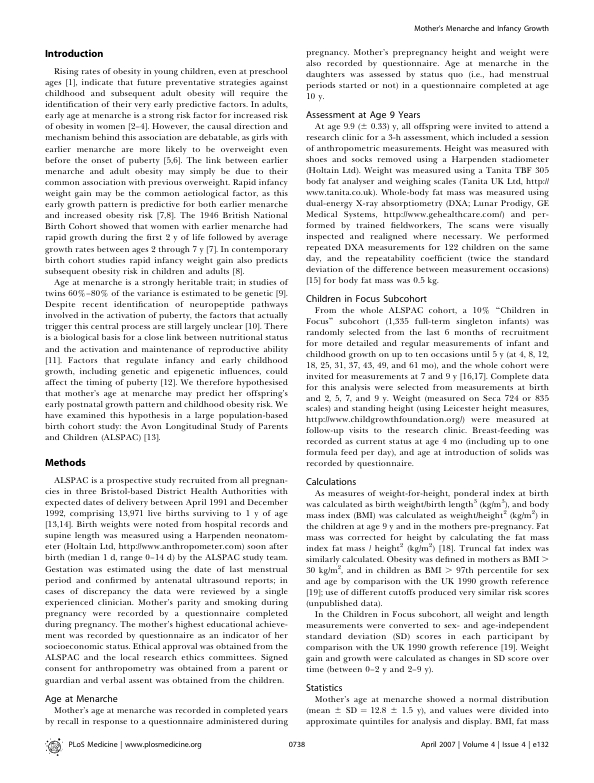 Mother's Menarche and Infancy Growth
Introduction
Rising rates of obesity in young children, even at preschool
ages [1], indicate that future preventative strategies against
childhood and subsequent adult obesity will require the
identification of their very early predictive factors. In adults,
early age at menarche is a strong risk factor for increased risk
of obesity in women [2–4]. However, the causal direction and
mechanism behind this association are debatable, as girls with
earlier menarche are more likely to be overweight even
before the onset of puberty [5,6]. The link between earlier
menarche and adult obesity may simply be due to their
common association with previous overweight. Rapid infancy
weight gain may be the common aetiological factor, as this
early growth pattern is predictive for both earlier menarche
and increased obesity risk [7,8]. The 1946 British National
Birth Cohort showed that women with earlier menarche had
rapid growth during the first 2 y of life followed by average
growth rates between ages 2 through 7 y [7]. In contemporary
birth cohort studies rapid infancy weight gain also predicts
subsequent obesity risk in children and adults [8].
Age at menarche is a strongly heritable trait; in studies of
twins 60%–80% of the variance is estimated to be genetic [9].
Despite recent identification of neuropeptide pathways
involved in the activation of puberty, the factors that actually
trigger this central process are still largely unclear [10]. There
is a biological basis for a close link between nutritional status
and the activation and maintenance of reproductive ability
[11]. Factors that regulate infancy and early childhood
growth, including genetic and epigenetic influences, could
affect the timing of puberty [12]. We therefore hypothesised
that mother's age at menarche may predict her offspring's
early postnatal growth pattern and childhood obesity risk. We
have examined this hypothesis in a large population-based
birth cohort study: the Avon Longitudinal Study of Parents
and Children (ALSPAC) [13].
Methods
ALSPAC is a prospective study recruited from all pregnan-
cies in three Bristol-based District Health Authorities with
expected dates of delivery between April 1991 and December
1992, comprising 13,971 live births surviving to 1 y of age
[13,14]. Birth weights were noted from hospital records and
supine length was measured using a Harpenden neonatom-
eter (Holtain Ltd, http://www.anthropometer.com) soon after
birth (median 1 d, range 0–14 d) by the ALSPAC study team.
Gestation was estimated using the date of last menstrual
period and confirmed by antenatal ultrasound reports; in
cases of discrepancy the data were reviewed by a single
experienced clinician. Mother's parity and smoking during
pregnancy were recorded by a questionnaire completed
during pregnancy. The mother's highest educational achieve-
ment was recorded by questionnaire as an indicator of her
socioeconomic status. Ethical approval was obtained from the
ALSPAC and the local research ethics committees. Signed
consent for anthropometry was obtained from a parent or
guardian and verbal assent was obtained from the children.
Age at Menarche
Mother's age at menarche was recorded in completed years
by recall in response to a questionnaire administered during
pregnancy. Mother's prepregnancy height and weight were
also recorded by questionnaire. Age at menarche in the
daughters was assessed by status quo (i.e., had menstrual
periods started or not) in a questionnaire completed at age
10 y.
Assessment at Age 9 Years
At age 9.9 (± 0.33) y, all offspring were invited to attend a
research clinic for a 3-h assessment, which included a session
of anthropometric measurements. Height was measured with
shoes and socks removed using a Harpenden stadiometer
(Holtain Ltd). Weight was measured using a Tanita TBF 305
body fat analyser and weighing scales (Tanita UK Ltd, http://
www.tanita.co.uk). Whole-body fat mass was measured using
dual-energy X-ray absorptiometry (DXA; Lunar Prodigy, GE
Medical Systems, http://www.gehealthcare.com/) and per-
formed by trained fieldworkers, The scans were visually
inspected and realigned where necessary. We performed
repeated DXA measurements for 122 children on the same
day, and the repeatability coefficient (twice the standard
deviation of the difference between measurement occasions)
[15] for body fat mass was 0.5 kg.
Children in Focus Subcohort
From the whole ALSPAC cohort, a 10% "Children in
Focus" subcohort (1,335 full-term singleton infants) was
randomly selected from the last 6 months of recruitment
for more detailed and regular measurements of infant and
childhood growth on up to ten occasions until 5 y (at 4, 8, 12,
18, 25, 31, 37, 43, 49, and 61 mo), and the whole cohort were
invited for measurements at 7 and 9 y [16,17]. Complete data
for this analysis were selected from measurements at birth
and 2, 5, 7, and 9 y. Weight (measured on Seca 724 or 835
scales) and standing height (using Leicester height measures,
http://www.childgrowthfoundation.org/) were measured at
follow-up visits to the research clinic. Breast-feeding was
recorded as current status at age 4 mo (including up to one
formula feed per day), and age at introduction of solids was
recorded by questionnaire.
Calculations
As measures of weight-for-height, ponderal index at birth
was calculated as birth weight/birth length³ (kg/m³), and body
mass index (BMI) was calculated as weight/height² (kg/m²) in
the children at age 9 y and in the mothers pre-pregnancy. Fat
mass was corrected for height by calculating the fat mass
index fat mass / height² (kg/m²) [18]. Truncal fat index was
similarly calculated. Obesity was defined in mothers as BMI >
30 kg/m², and in children as BMI > 97th percentile for sex
and age by comparison with the UK 1990 growth reference
[19]; use of different cutoffs produced very similar risk scores
(unpublished data).
In the Children in Focus subcohort, all weight and length
measurements were converted to sex- and age-independent
standard deviation (SD) scores in each participant by
comparison with the UK 1990 growth reference [19]. Weight
gain and growth were calculated as changes in SD score over
time (between 0–2 y and 2–9 y).
Statistics
Mother's age at menarche showed a normal distribution
(mean ± SD = 12.8 ± 1.5 y), and values were divided into
approximate quintiles for analysis and display. BMI, fat mass
PLoS Medicine | www.plosmedicine.org
0738
April 2007 | Volume 4 | Issue 4 | e132